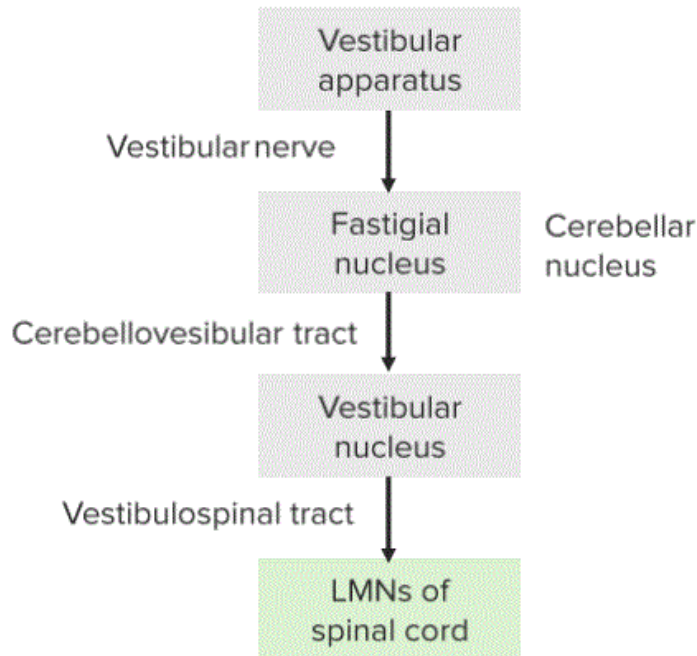 Vestibular
apparatus
Vestibular nerve
Fastigial
nucleus
Cerebellar
nucleus
Cerebellovesibular tract
Vestibular
nucleus
Vestibulospinal tract
LMNs of
spinal cord